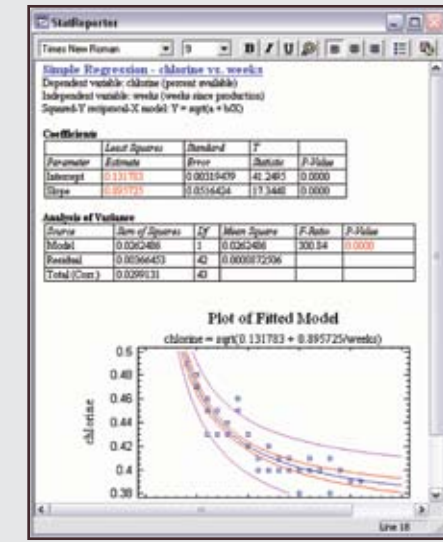 StatReporter
Times New Roman 9 B I U
Simple Regression - chlorine vs. weeks
Dependent variable: chlorine (percent available)
Independent variable: weeks (weeks since production)
Squared-Y reciprocal-X model: Y = sqrt(a + b/X)
Coefficients
Least Squares Standard T
Parameter Estimate Error Statistic P-Value
Intercept 0.131783 0.00319479 41.2495 0.0000
Slope 0.895725 0.0516424 17.3448 0.0000
Analysis of Variance
Source Sum of Squares Df Mean Square F-Ratio P-Value
Model 0.0262486 1 0.0262486 300.84 0.0000
Residual 0.00366453 42 0.0000872506
Total (Corr.) 0.0299131 43
Plot of Fitted Model
chlorine = sqrt(0.131783 + 0.895725/weeks)
0.5
0.48
0.46
0.44
0.42
0.4
0.38
chlorine
Line 18